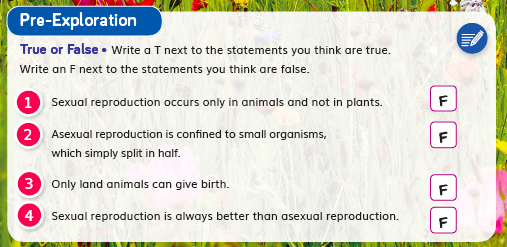 Pre-Exploration
True or False • Write a T next to the statements you think are true.
Write an F next to the statements you think are false.
1 Sexual reproduction occurs only in animals and not in plants. F
2 Asexual reproduction is confined to small organisms, F
which simply split in half.
3 Only land animals can give birth. F
4 Sexual reproduction is always better than asexual reproduction. F